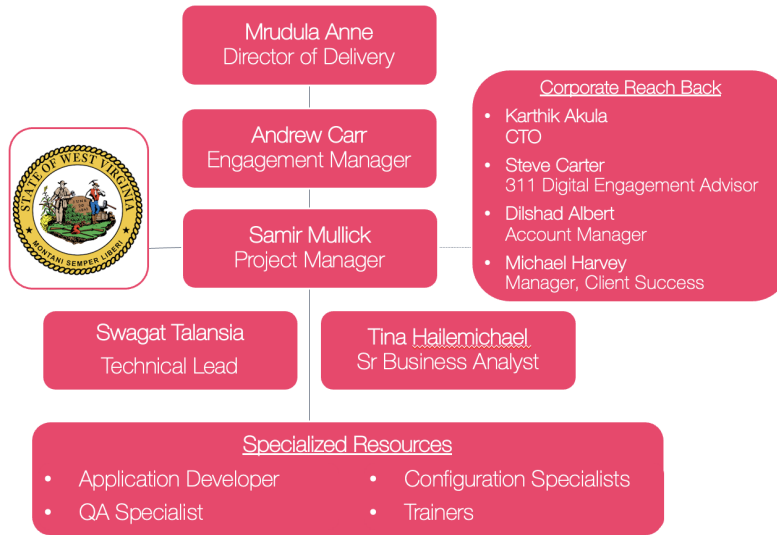 Mrudula Anne
Director of Delivery
Corporate Reach Back
• Karthik Akula
CTO
• Steve Carter
311 Digital Engagement Advisor
• Dilshad Albert
Account Manager
• Michael Harvey
Manager, Client Success
Andrew Carr
Engagement Manager
STATE OF WEST VIRGINIA
MONTANI SEMPER LIBERI
Samir Mullick
Project Manager
Swagat Talansia
Technical Lead
Tina Hailemichael
Sr Business Analyst
Specialized Resources
• Application Developer
• QA Specialist
• Configuration Specialists
• Trainers